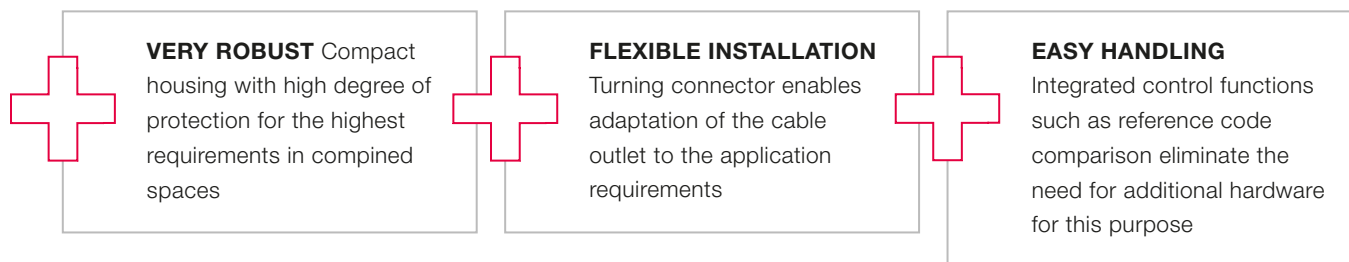 VERY ROBUST Compact
housing with high degree of
protection for the highest
requirements in compined
spaces
FLEXIBLE INSTALLATION
Turning connector enables
adaptation of the cable
outlet to the application
requirements
EASY HANDLING
Integrated control functions
such as reference code
comparison eliminate the
need for additional hardware
for this purpose